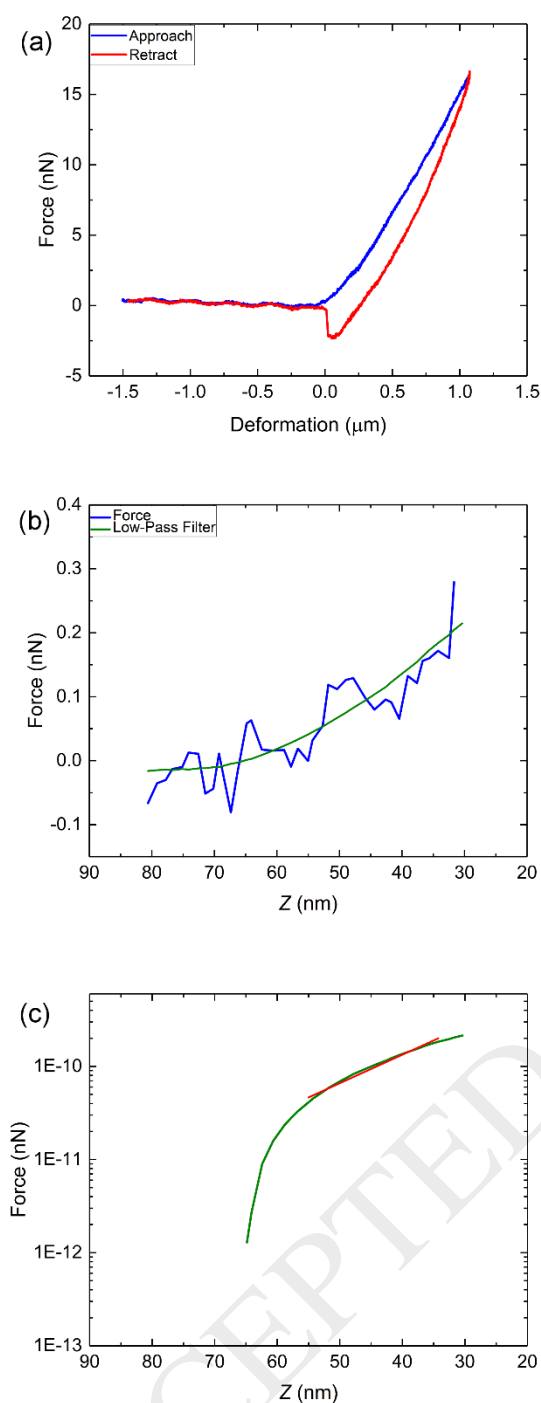 (a)
Approach
Retract
20
15
10
5
0
-5
Force (nN)
-1.5 -1.0 -0.5 0.0 0.5 1.0 1.5
Deformation (μm)
(b)
Force
Low-Pass Filter
0.4
0.3
0.2
0.1
0.0
-0.1
Force (nN)
90 80 70 60 50 40 30 20
Z (nm)
(c)
1E-10
1E-11
1E-12
1E-13
Force (nN)
90 80 70 60 50 40 30 20
Z (nm)
CEPTED